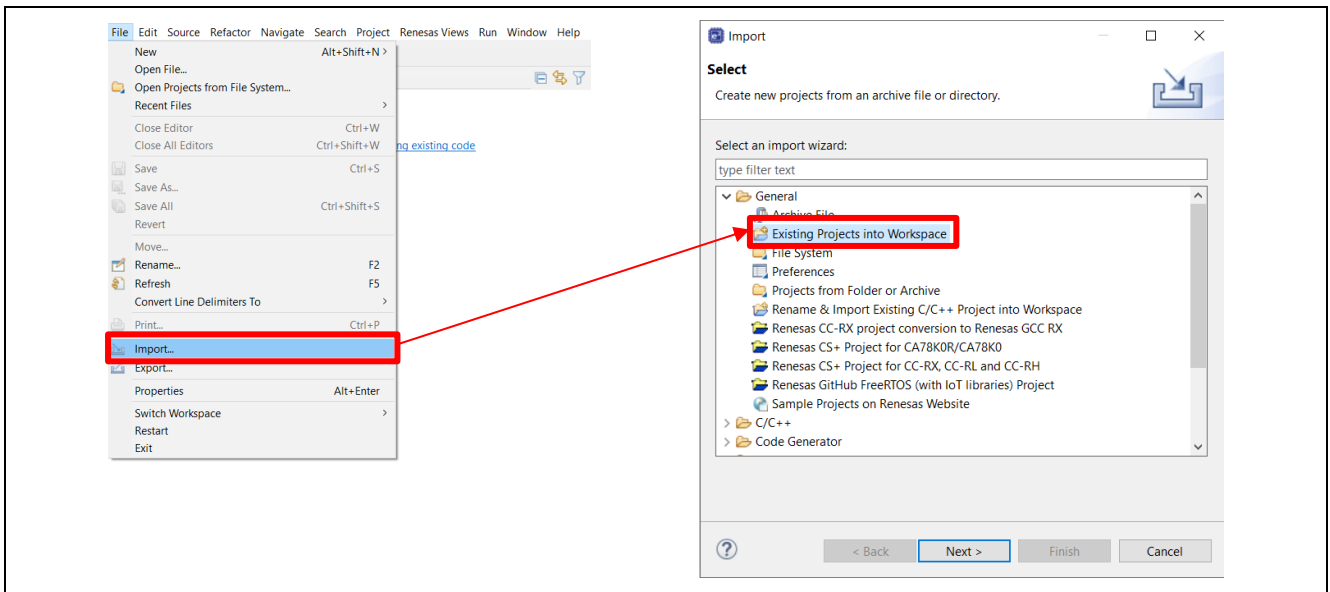 File Edit Source Refactor Navigate Search Project Renesas Views Run Window Help
New Alt+Shift+N >
Open File...
Open Projects from File System...
Recent Files >
Close Editor Ctrl+W
Close All Editors Ctrl+Shift+W
ng existing code
Save Ctrl+S
Save As...
Save All Ctrl+Shift+S
Revert
Move...
Rename... F2
Refresh F5
Convert Line Delimiters To >
Print... Ctrl+P
Import...
Export...
Properties Alt+Enter
Switch Workspace >
Restart
Exit
Import
Select
Create new projects from an archive file or directory.
Select an import wizard:
type filter text
General
Archive File
Existing Projects into Workspace
File System
Preferences
Projects from Folder or Archive
Rename & Import Existing C/C++ Project into Workspace
Renesas CC-RX project conversion to Renesas GCC RX
Renesas CS+ Project for CA78K0R/CA78K0
Renesas CS+ Project for CC-RX, CC-RL and CC-RH
Renesas GitHub FreeRTOS (with IoT libraries) Project
Sample Projects on Renesas Website
> C/C++
> Code Generator
? < Back Next > Finish Cancel